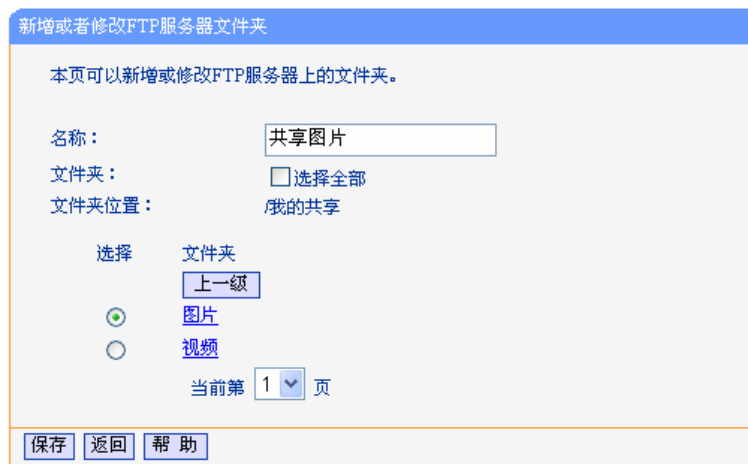 新增或者修改FTP服务器文件夹
本页可以新增或修改FTP服务器上的文件夹。
名称： 共享图片
文件夹： 选择全部
文件夹位置： /我的共享
选择 文件夹
上一级
图片
视频
当前第 1 页
保存 返回 帮 助